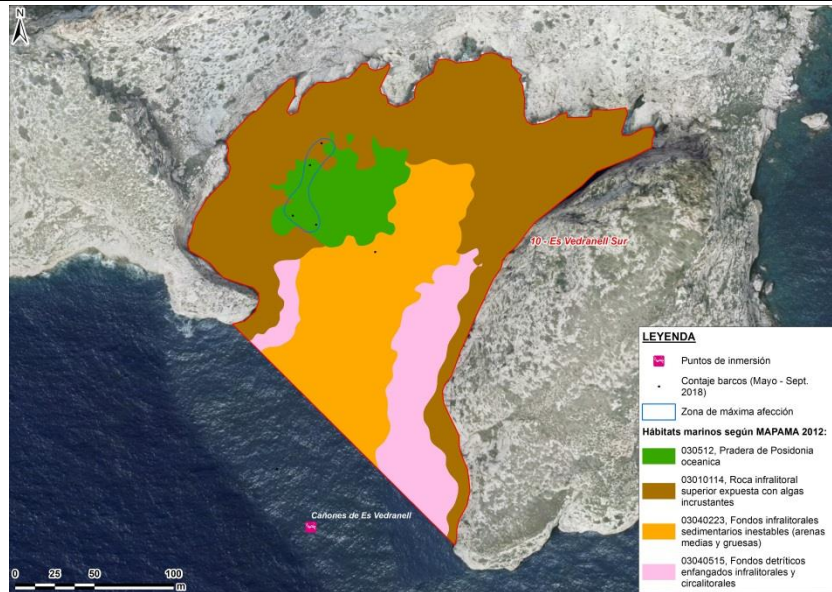 N
10 - Es Vedranell Sur
Cañones de Es Vedranell
0 25 50 100
m
LEYENDA
Puntos de inmersión
Contaje barcos (Mayo - Sept.
2018)
Zona de máxima afección
Hábitats marinos según MAPAMA 2012:
030512, Pradera de Posidonia
oceanica
03010114, Roca infralitoral
superior expuesta con algas
incrustantes
03040223, Fondos infralitorales
sedimentarios inestables (arenas
medias y gruesas)
03040515, Fondos detríticos
enfangados infralitorales y
circalitorales